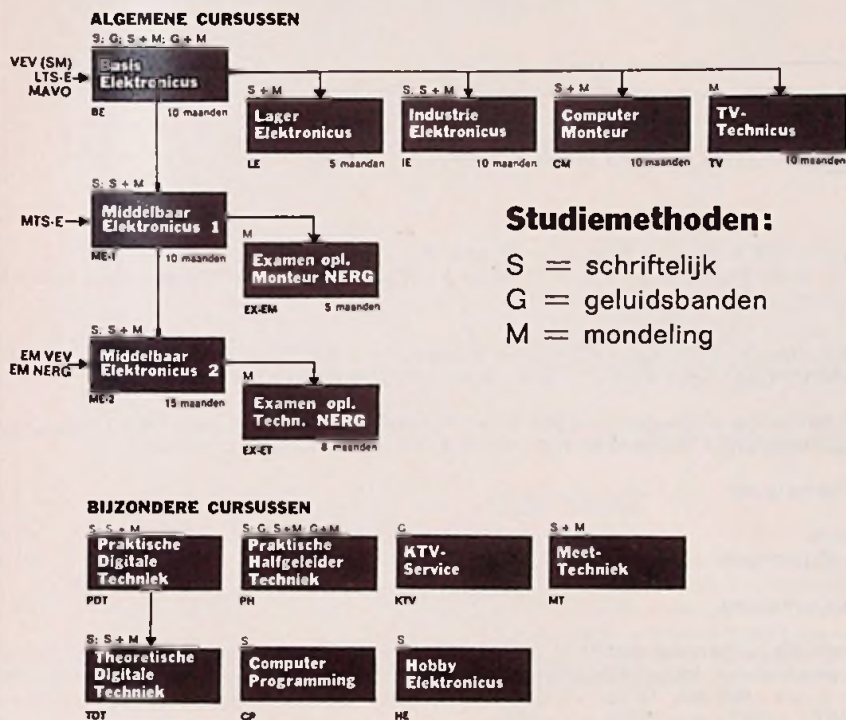 ALGEMENE CURSUSSEN
S; G; S + M; G + M
VEV (SM)
LTS-E
MAVO
Basis
Elektronicus
BE 10 maanden
S + M
Lager
Elektronicus
LE 5 maanden
S, S + M
Industrie
Elektronicus
IE 10 maanden
S + M
Computer
Monteur
CM 10 maanden
M
TV-
Technicus
TV 10 maanden
S; S + M
MTS-E
Middelbaar
Elektronicus 1
ME-1 10 maanden
M
Examen opl.
Monteur NERG
EX-EM 5 maanden
Studiemethoden:
S = schriftelijk
G = geluidsbanden
M = mondeling
S; S + M
EM VEV
EM NERG
Middelbaar
Elektronicus 2
ME-2 15 maanden
M
Examen opl.
Techn. NERG
EX-ET 8 maanden
BIJZONDERE CURSUSSEN
S; S + M
Praktische
Digitale
Techniek
PDT
S; G; S+M; G+M
Praktische
Halfgeleider
Techniek
PH
G
KTV-
Service
KTV
S + M
Meet-
Techniek
MT
S; S + M
Theoretische
Digitale
Techniek
TDT
S
Computer
Programming
CP
S
Hobby
Elektronicus
HE